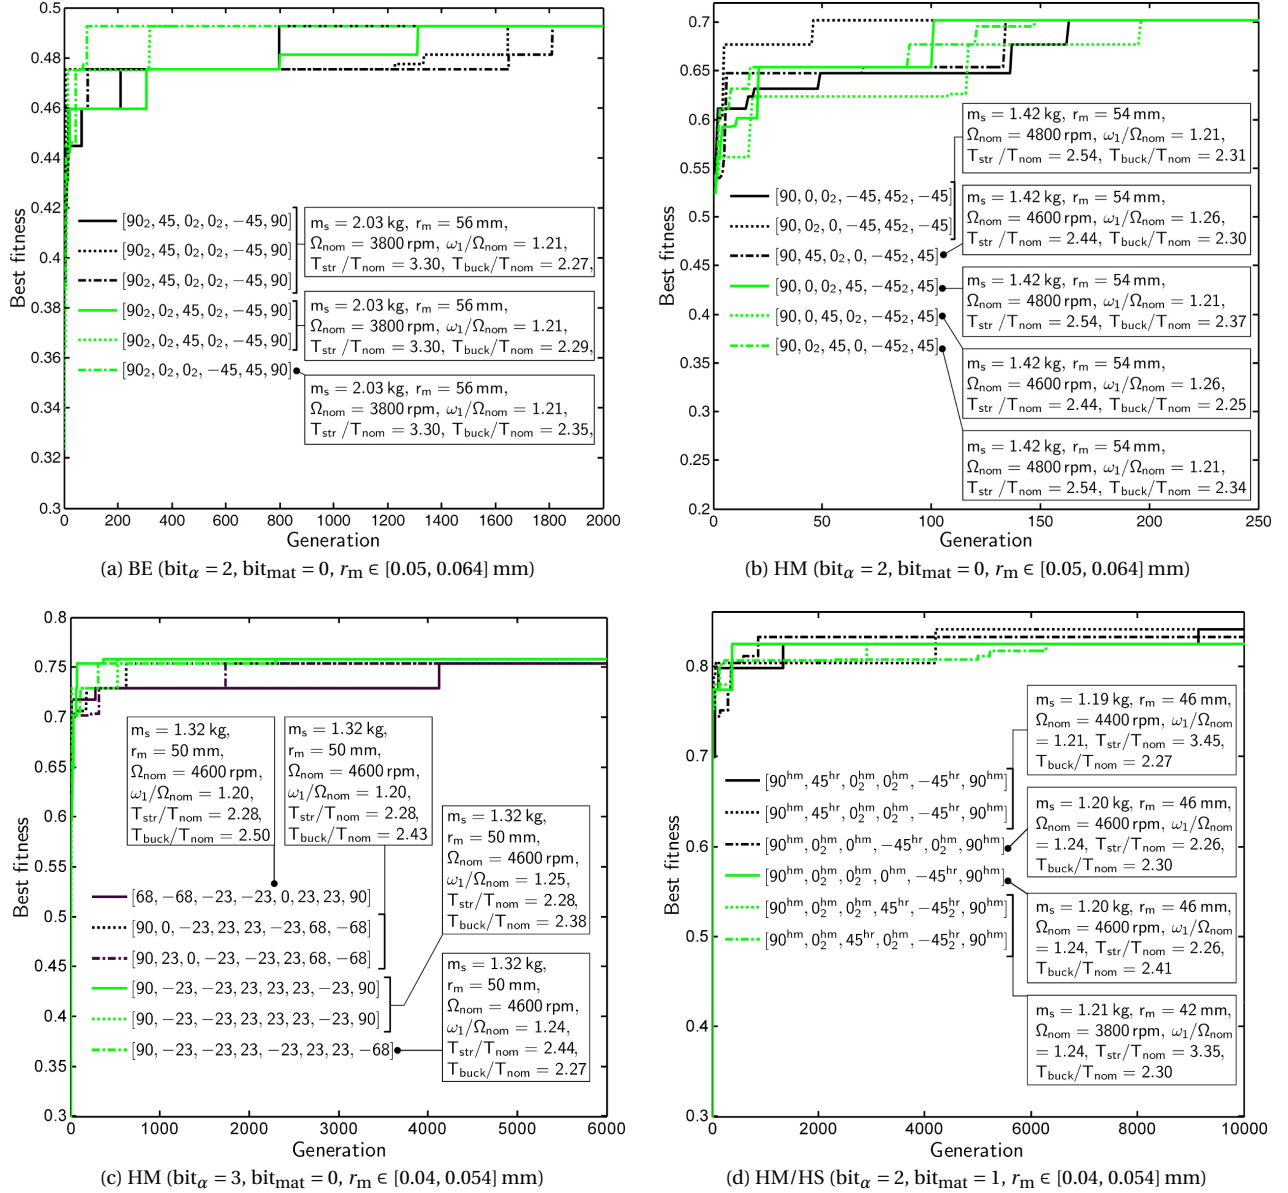 (a)
(b)
0.5
0.48
0.46
0.44
0.42
0.4
0.38
0.36
0.34
0.32
0.3
Best fitness
[90₂, 45, 0₂, 0₂, −45, 90]
[90₂, 45, 0₂, 0₂, −45, 90]
[90₂, 45, 0₂, 0₂, −45, 90]
[90₂, 0₂, 45, 0₂, −45, 90]
[90₂, 0₂, 45, 0₂, −45, 90]
[90₂, 0₂, 0₂, −45, 45, 90]
mₛ = 2.03 kg, rₘ = 56 mm,
Ωnom = 3800 rpm, ω₁/Ωnom = 1.21,
Tstr /Tnom = 3.30, Tbuck/Tnom = 2.27,
mₛ = 2.03 kg, rₘ = 56 mm,
Ωnom = 3800 rpm, ω₁/Ωnom = 1.21,
Tstr /Tnom = 3.30, Tbuck/Tnom = 2.29,
mₛ = 2.03 kg, rₘ = 56 mm,
Ωnom = 3800 rpm, ω₁/Ωnom = 1.21,
Tstr /Tnom = 3.30, Tbuck/Tnom = 2.35,
0 200 400 600 800 1000 1200 1400 1600 1800 2000
Generation
(a) BE (bitα = 2, bitmat = 0, rm ∈ [0.05, 0.064] mm)
0.7
0.65
0.6
0.55
0.5
0.45
0.4
0.35
0.3
0.25
0.2
Best fitness
[90, 0, 0₂, −45, 45₂, −45]
[90, 0₂, 0, −45, 45₂, −45]
[90, 45, 0₂, 0, −45₂, 45]
[90, 0, 0₂, 45, −45₂, 45]
[90, 0, 45, 0₂, −45₂, 45]
[90, 0₂, 45, 0, −45₂, 45]
mₛ = 1.42 kg, rₘ = 54 mm,
Ωnom = 4800 rpm, ω₁/Ωnom = 1.21,
Tstr/Tnom = 2.54, Tbuck/Tnom = 2.31
mₛ = 1.42 kg, rₘ = 54 mm,
Ωnom = 4600 rpm, ω₁/Ωnom = 1.26,
Tstr/Tnom = 2.44, Tbuck/Tnom = 2.30
mₛ = 1.42 kg, rₘ = 54 mm,
Ωnom = 4800 rpm, ω₁/Ωnom = 1.21,
Tstr/Tnom = 2.54, Tbuck/Tnom = 2.37
mₛ = 1.42 kg, rₘ = 54 mm,
Ωnom = 4600 rpm, ω₁/Ωnom = 1.26,
Tstr/Tnom = 2.44, Tbuck/Tnom = 2.25
mₛ = 1.42 kg, rₘ = 54 mm,
Ωnom = 4800 rpm, ω₁/Ωnom = 1.21,
Tstr /Tnom = 2.54, Tbuck/Tnom = 2.34
0 50 100 150 200 250
Generation
(b) HM (bitα = 2, bitmat = 0, rm ∈ [0.05, 0.064] mm)
(c)
(d)
0.8
0.75
0.7
0.65
0.6
0.55
0.5
0.45
0.4
0.35
0.3
Best fitness
mₛ = 1.32 kg,
rₘ = 50 mm,
Ωnom = 4600 rpm,
ω₁/Ωnom = 1.20,
Tstr/Tnom = 2.28,
Tbuck/Tnom = 2.50
mₛ = 1.32 kg,
rₘ = 50 mm,
Ωnom = 4600 rpm,
ω₁/Ωnom = 1.20,
Tstr/Tnom = 2.28,
Tbuck/Tnom = 2.43
mₛ = 1.32 kg,
rₘ = 50 mm,
Ωnom = 4600 rpm,
ω₁/Ωnom = 1.25,
Tstr/Tnom = 2.28,
Tbuck/Tnom = 2.38
[68, −68, −23, −23, 0, 23, 23, 90]
[90, 0, −23, 23, 23, −23, 68, −68]
[90, 23, 0, −23, −23, 23, 68, −68]
[90, −23, −23, 23, 23, 23, −23, 90]
[90, −23, −23, 23, 23, 23, −23, 90]
[90, −23, −23, 23, −23, 23, 23, −68]
mₛ = 1.32 kg,
rₘ = 50 mm,
Ωnom = 4600 rpm,
ω₁/Ωnom = 1.24,
Tstr/Tnom = 2.44,
Tbuck/Tnom = 2.27
0 1000 2000 3000 4000 5000 6000
Generation
(c) HM (bitα = 3, bitmat = 0, rm ∈ [0.04, 0.054] mm)
0.8
0.7
0.6
0.5
0.4
0.3
Best fitness
[90ʰᵐ, 45ʰʳ, 0₂ʰᵐ, 0₂ʰᵐ, −45ʰʳ, 90ʰᵐ]
[90ʰᵐ, 45ʰʳ, 0₂ʰᵐ, 0₂ʰᵐ, −45ʰʳ, 90ʰᵐ]
[90ʰᵐ, 0₂ʰᵐ, 0ʰᵐ, −45ʰʳ, 0₂ʰᵐ, 90ʰᵐ]
[90ʰᵐ, 0₂ʰᵐ, 0₂ʰᵐ, 0ʰᵐ, −45ʰʳ, 90ʰᵐ]
[90ʰᵐ, 0₂ʰᵐ, 0₂ʰᵐ, 45ʰʳ, −45₂ʰʳ, 90ʰᵐ]
[90ʰᵐ, 0₂ʰᵐ, 45ʰʳ, 0₂ʰᵐ, −45₂ʰʳ, 90ʰᵐ]
mₛ = 1.19 kg, rₘ = 46 mm,
Ωnom = 4400 rpm, ω₁/Ωnom
= 1.21, Tstr/Tnom = 3.45,
Tbuck/Tnom = 2.27
mₛ = 1.20 kg, rₘ = 46 mm,
Ωnom = 4600 rpm, ω₁/Ωnom
= 1.24, Tstr/Tnom = 2.26,
Tbuck/Tnom = 2.30
mₛ = 1.20 kg, rₘ = 46 mm,
Ωnom = 4600 rpm, ω₁/Ωnom
= 1.24, Tstr/Tnom = 2.26,
Tbuck/Tnom = 2.41
mₛ = 1.21 kg, rₘ = 42 mm,
Ωnom = 3800 rpm, ω₁/Ωnom
= 1.24, Tstr/Tnom = 3.35,
Tbuck/Tnom = 2.30
0 2000 4000 6000 8000 10000
Generation
(d) HM/HS (bitα = 2, bitmat = 1, rm ∈ [0.04, 0.054] mm)